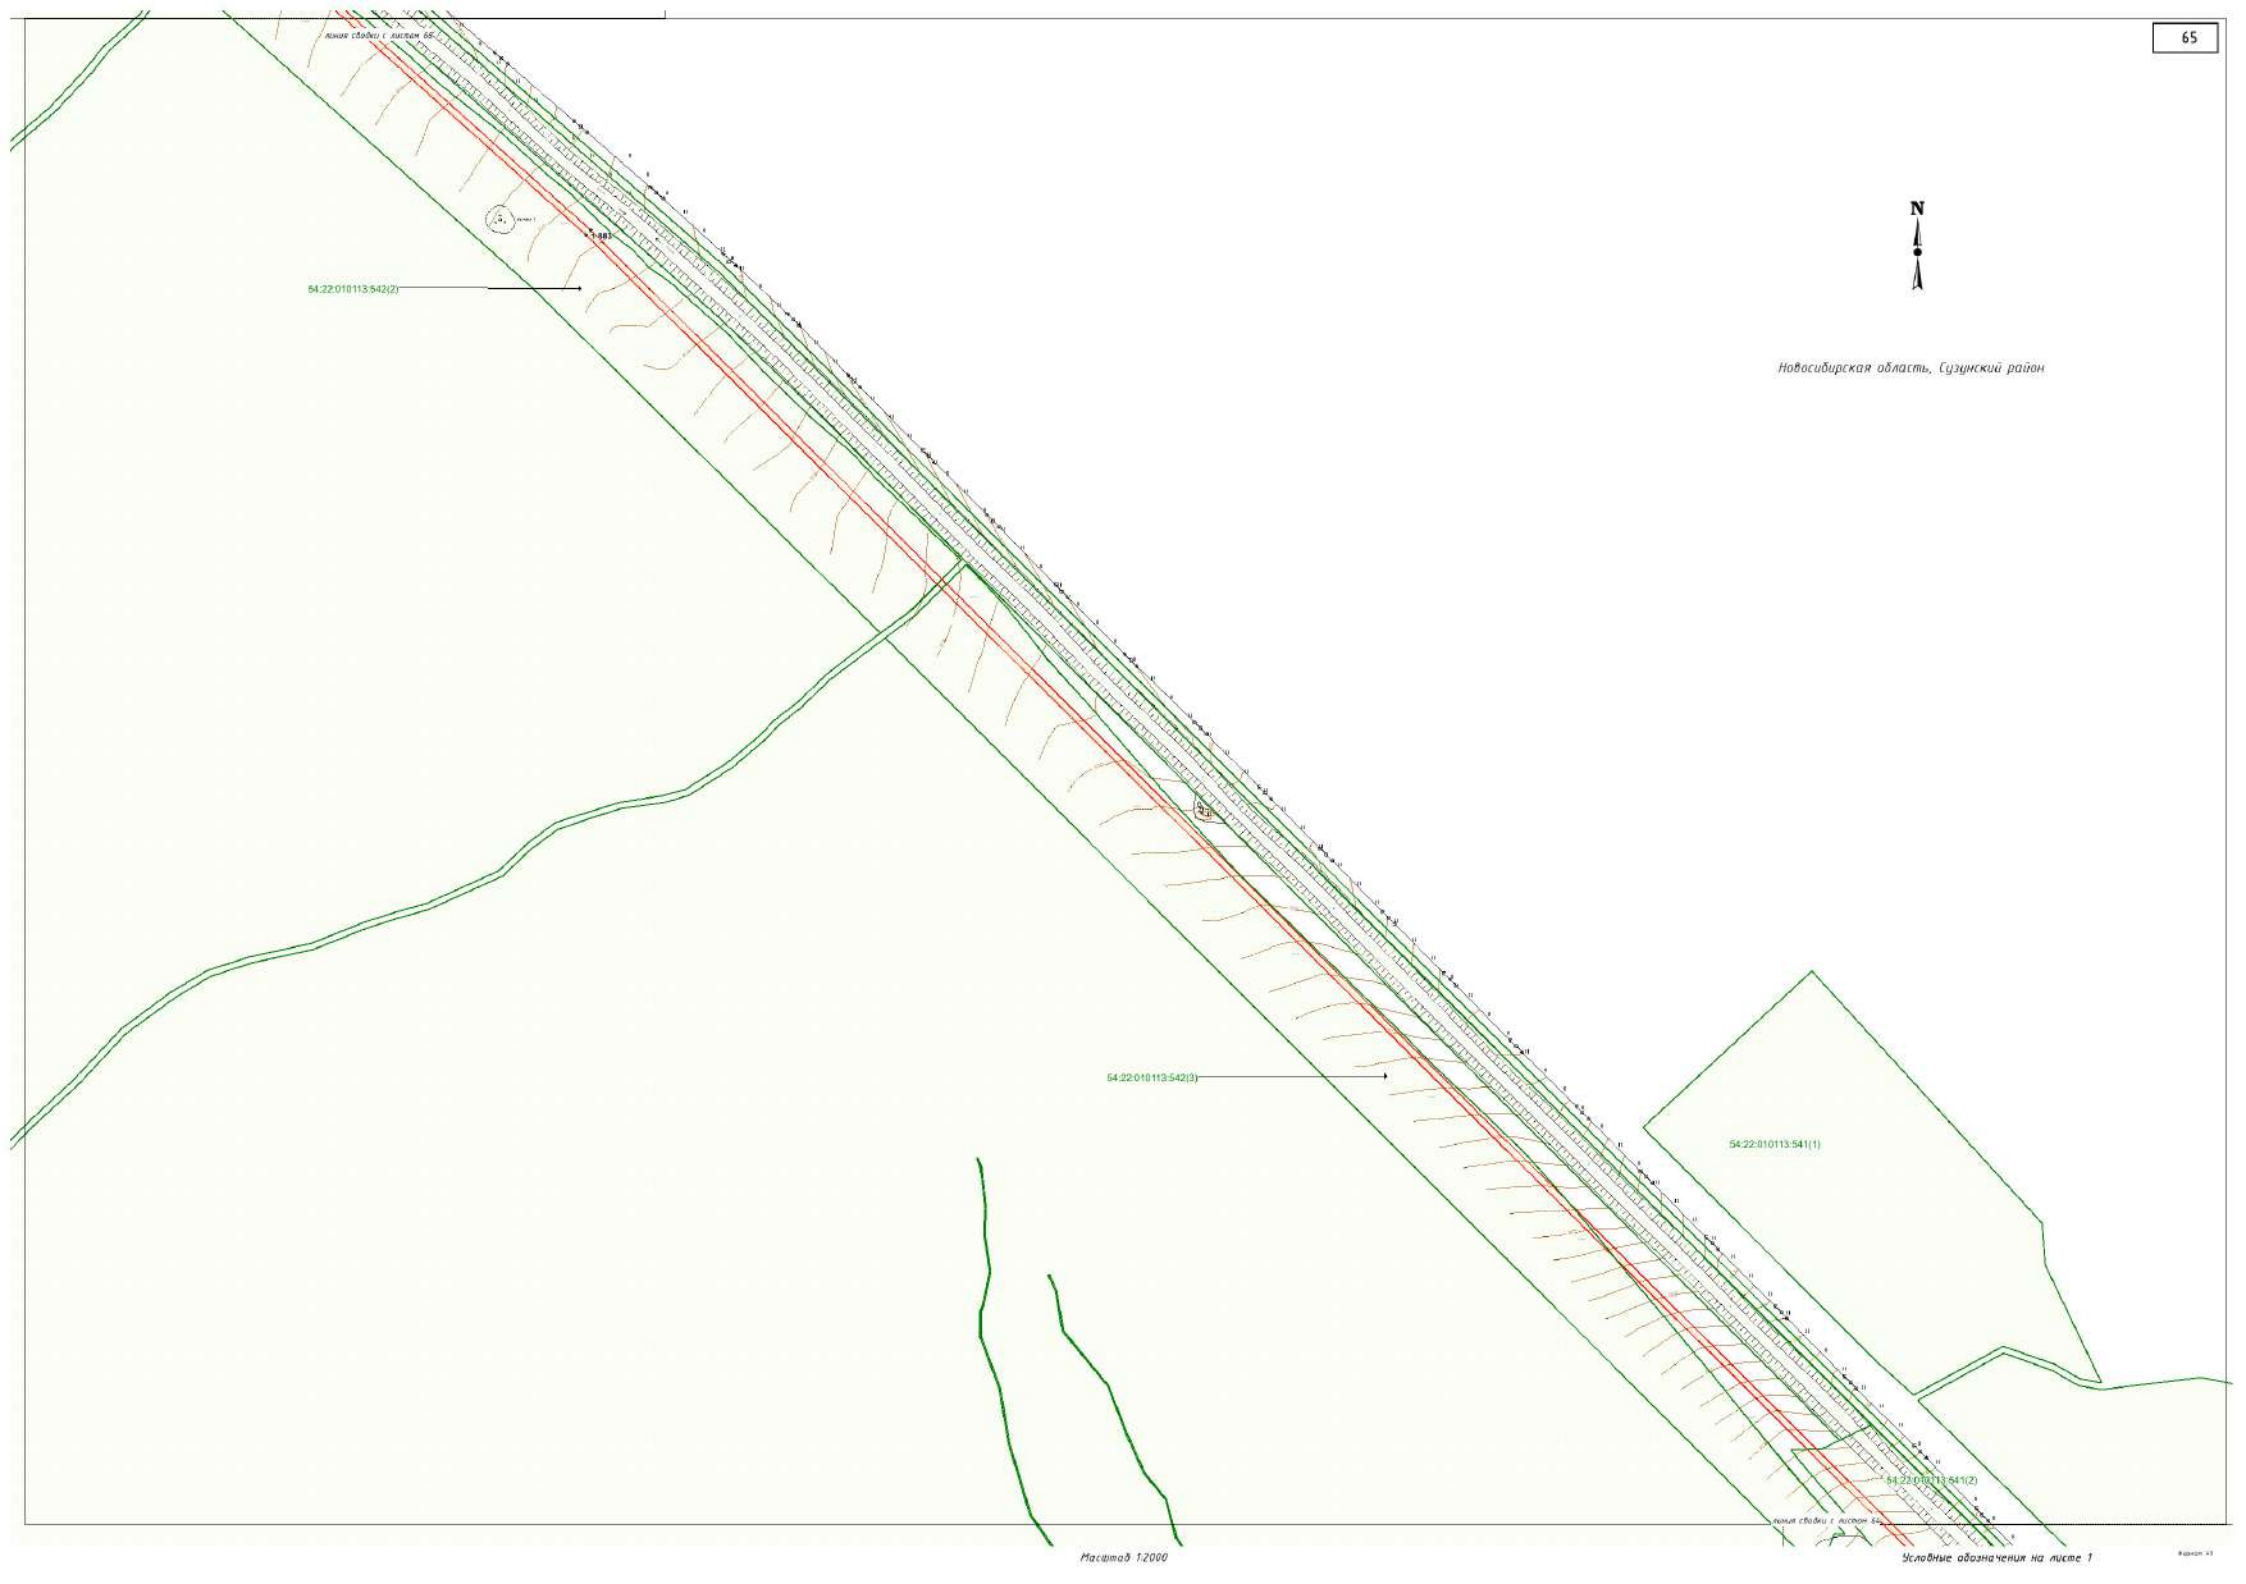 линия сводки с листом 66
65
N
1 883
54:22:010113:542(2)
Новосибирская область, Сузунский район
54:22:010113:542(3)
54:22:010113:541(1)
54:22:010113:541(2)
линия сводки с листом 64
Масштаб 1:2000
Условные обозначения на листе 1